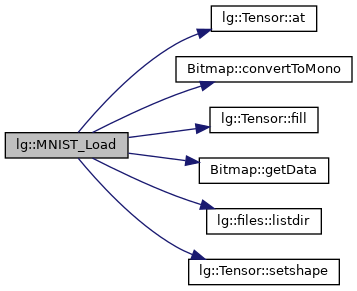 lg::Tensor::at
Bitmap::convertToMono
lg::Tensor::fill
lg::MNIST_Load
Bitmap::getData
lg::files::listdir
lg::Tensor::setshape